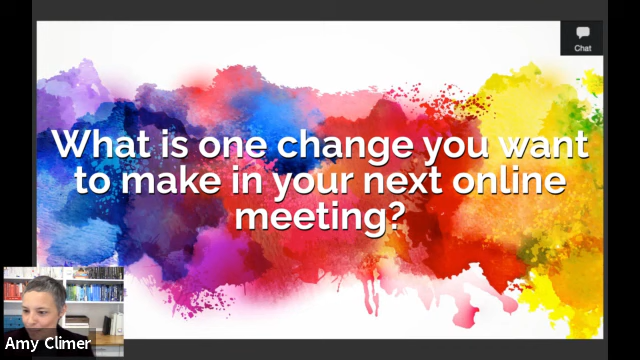 Chat
What is one change you want
to make in your next online
meeting?
Amy Climer